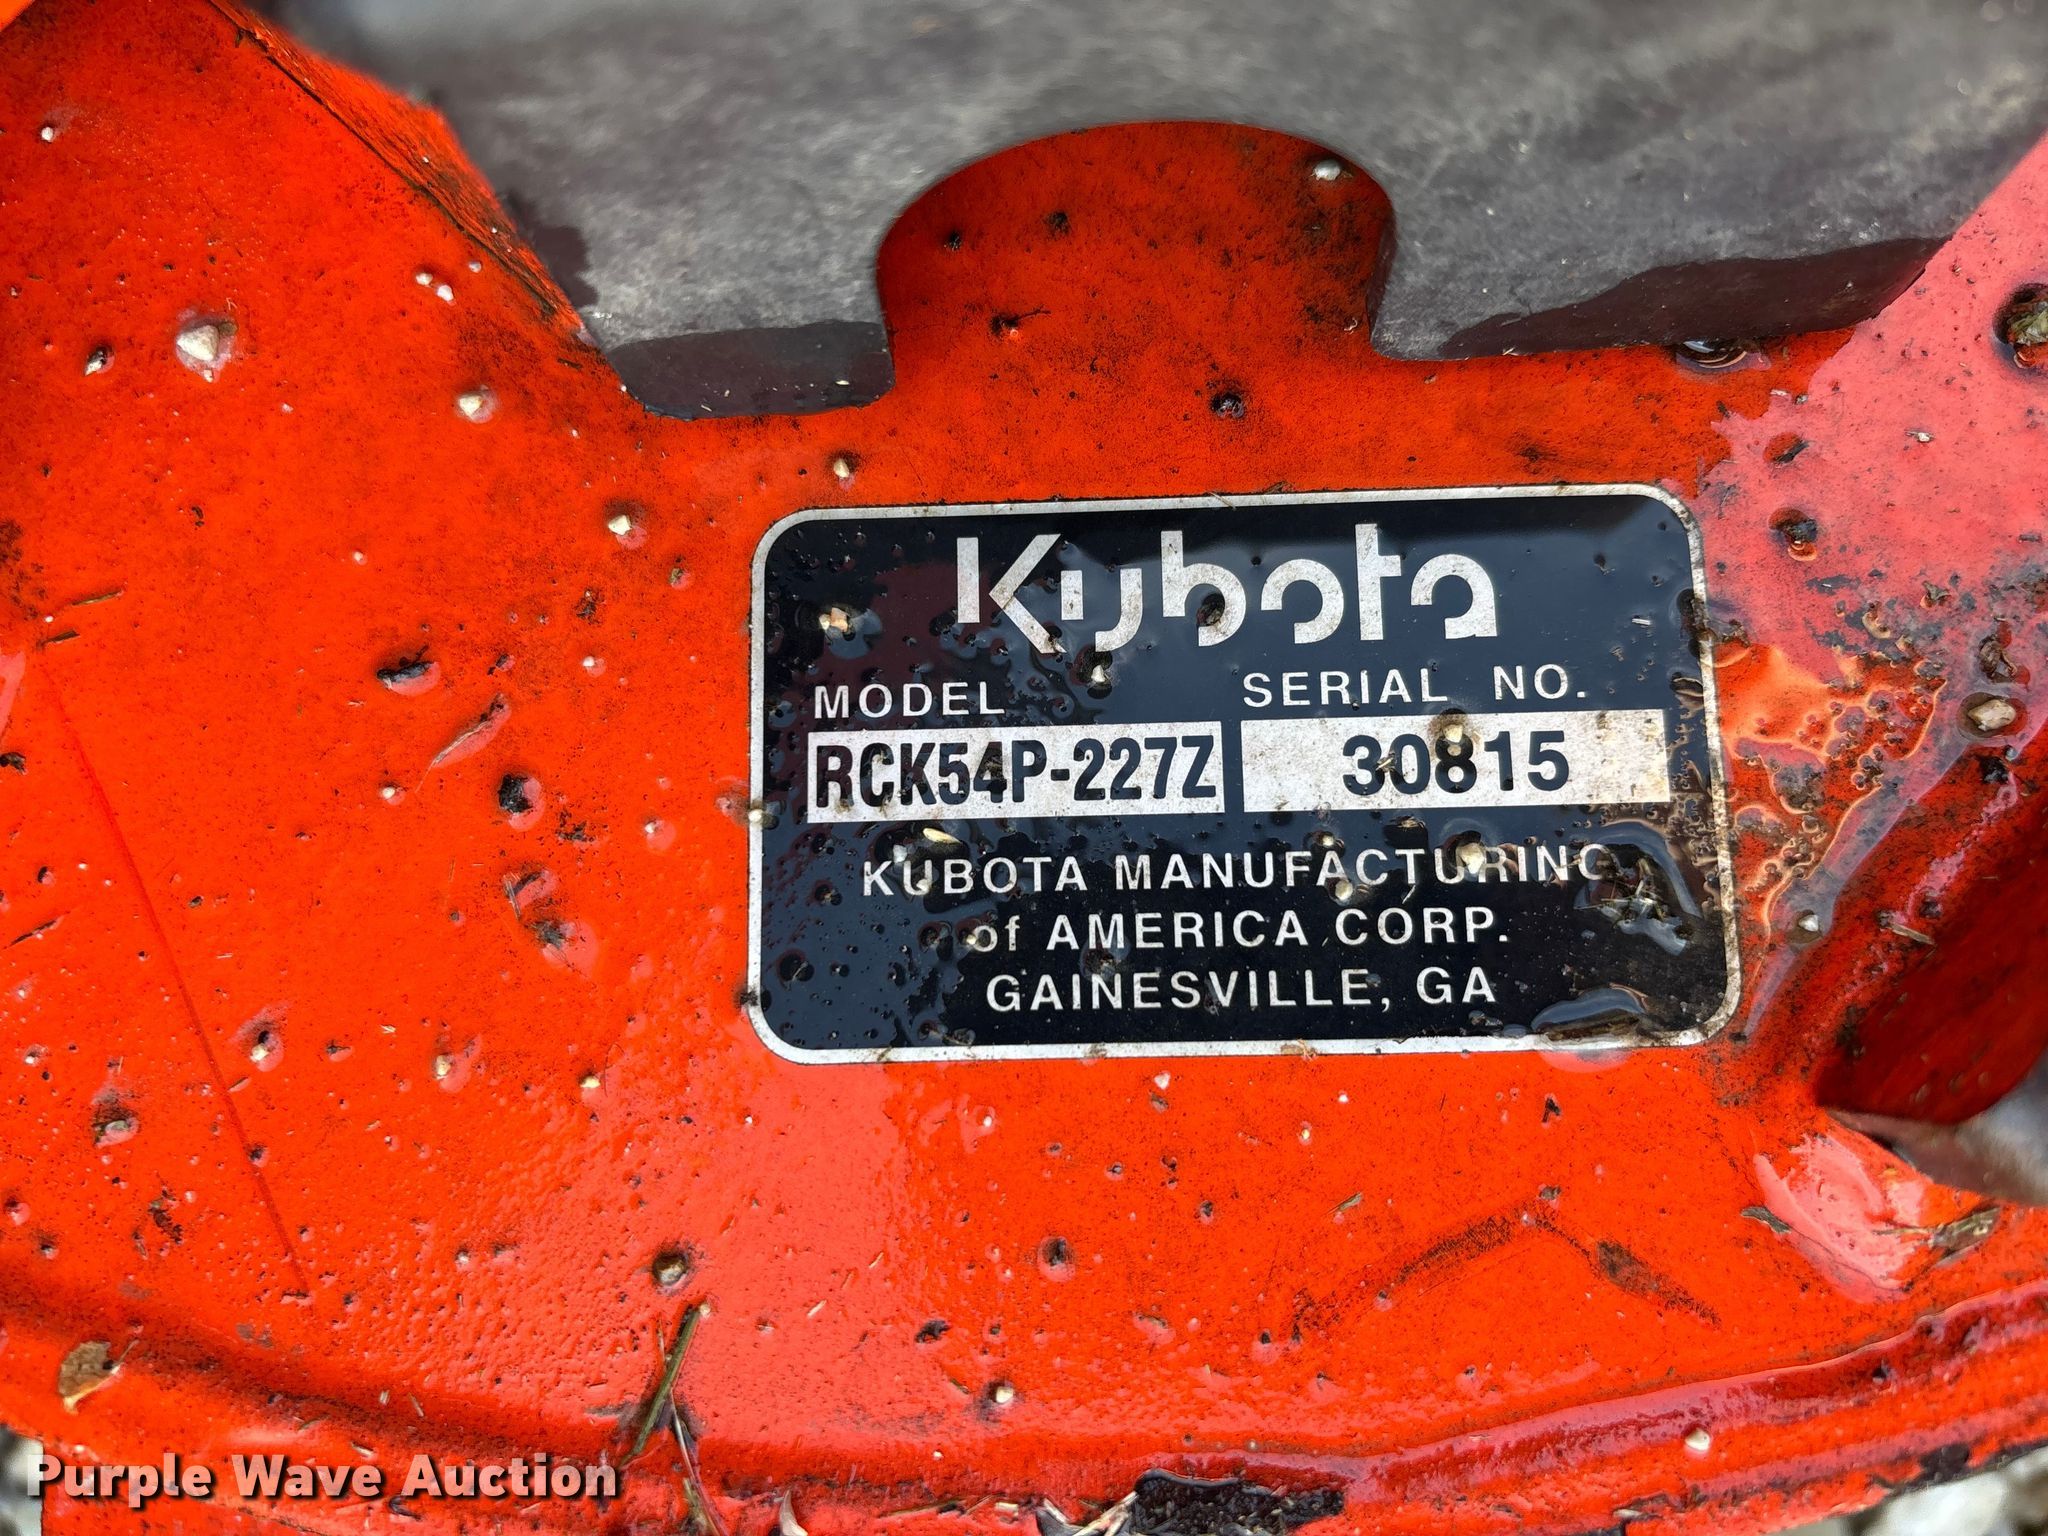 Kubota
MODEL SERIAL NO.
RCK54P-227Z 30815
KUBOTA MANUFACTURING
of AMERICA CORP.
GAINESVILLE, GA
Purple Wave Auction